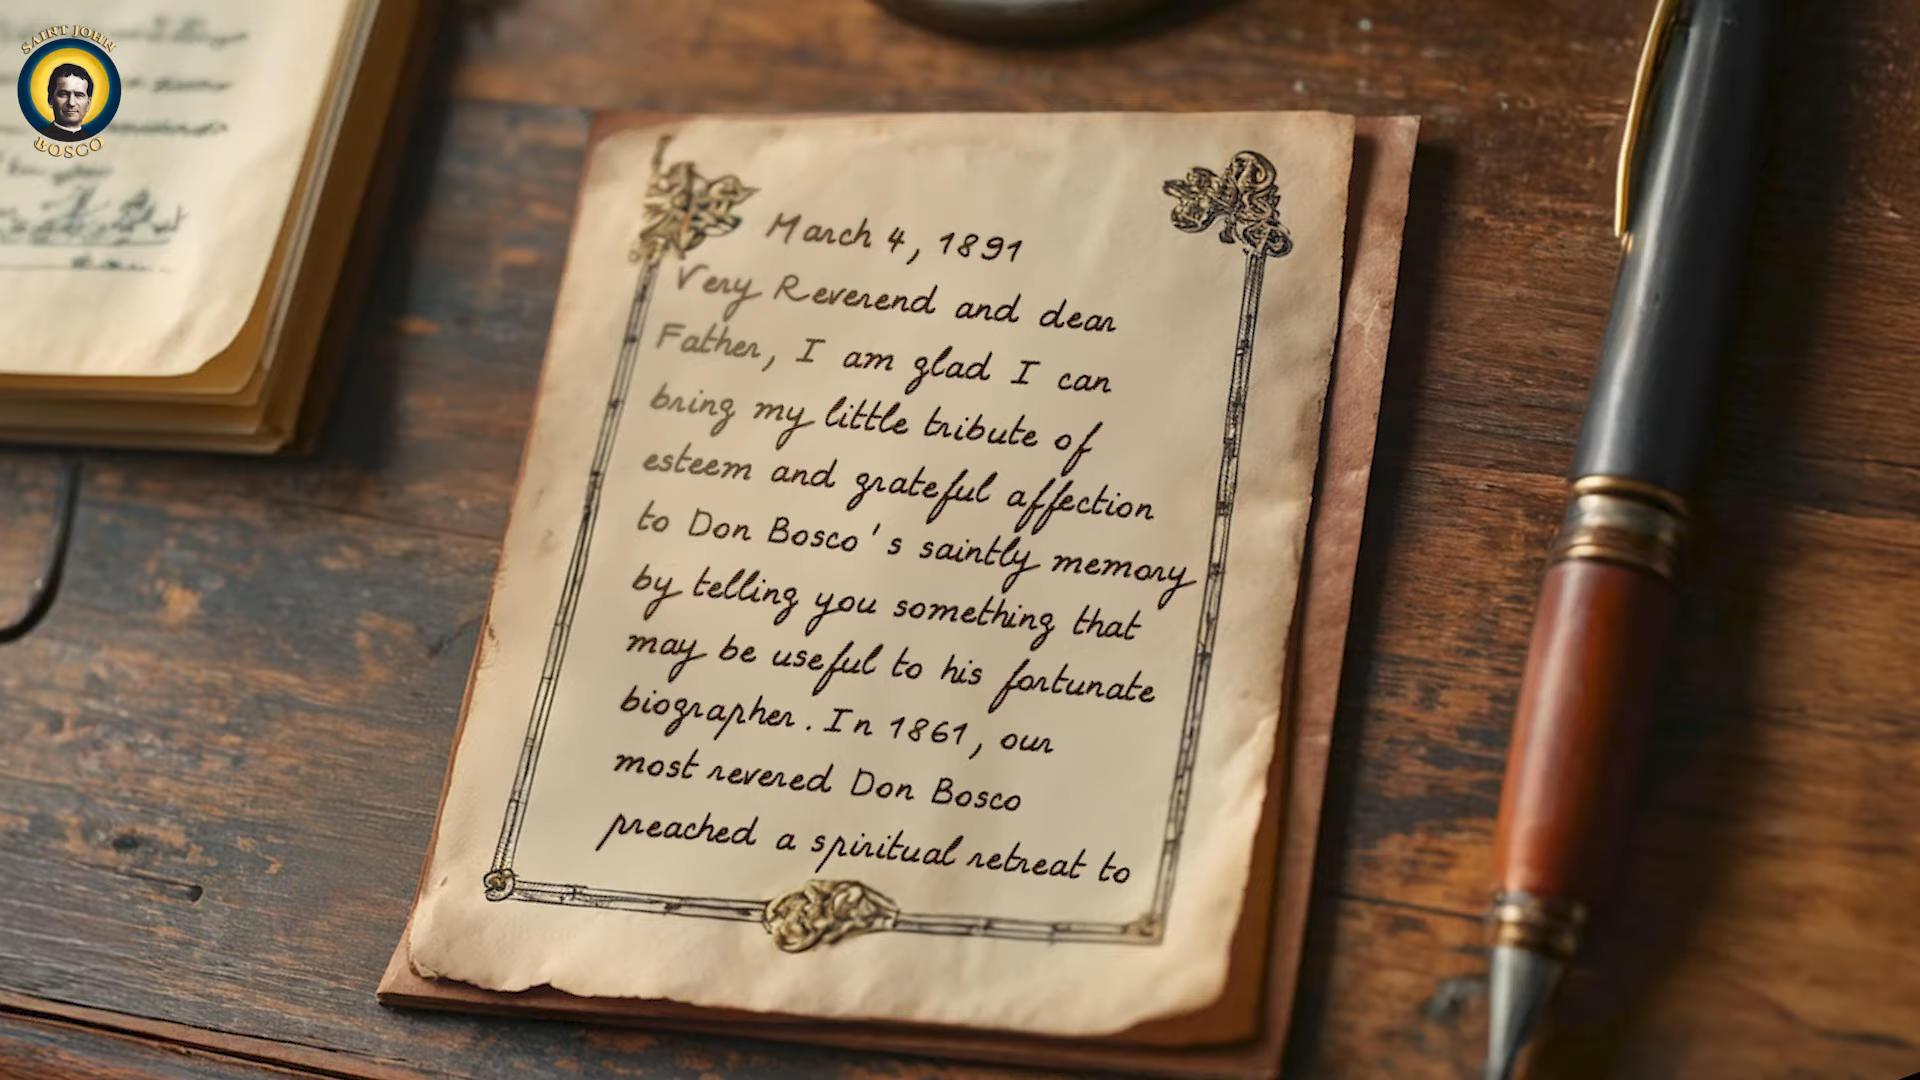 SAINT JOHN
BOSCO
March 4, 1891
Very Reverend and dear
Father, I am glad I can
bring my little tribute of
esteem and grateful affection
to Don Bosco's saintly memory
by telling you something that
may be useful to his fortunate
biographer. In 1861, our
most revered Don Bosco
preached a spiritual retreat to